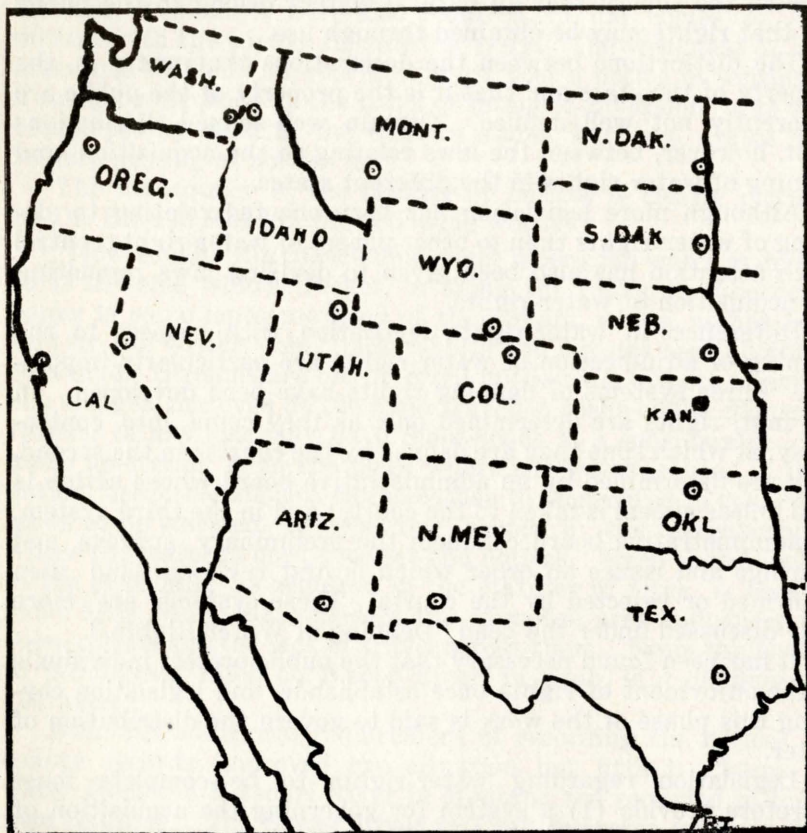 WASH.
MONT.
N. DAK.
OREG.
IDAHO
S. DAK
WYO.
NEB.
NEV.
UTAH.
COL.
CAL
KAN.
ARIZ.
N. MEX
OKL
TEX.
R.T.